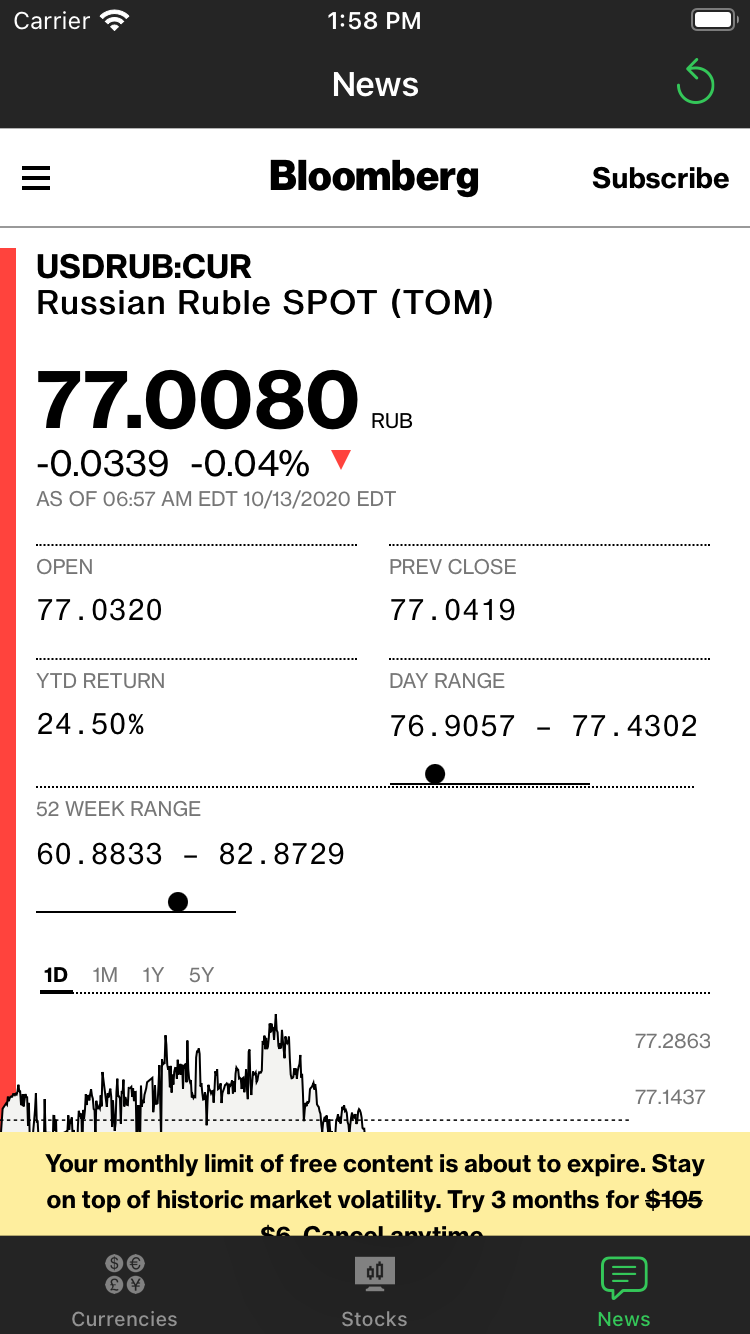 Carrier 1:58 PM
News
Bloomberg Subscribe
USDRUB:CUR
Russian Ruble SPOT (TOM)
77.0080 RUB
-0.0339 -0.04%
AS OF 06:57 AM EDT 10/13/2020 EDT
OPEN PREV CLOSE
77.0320 77.0419
YTD RETURN DAY RANGE
24.50% 76.9057 – 77.4302
52 WEEK RANGE
60.8833 – 82.8729
1D 1M 1Y 5Y
77.2863
77.1437
Your monthly limit of free content is about to expire. Stay
on top of historic market volatility. Try 3 months for $105
$6. Cancel anytime.
Currencies Stocks News